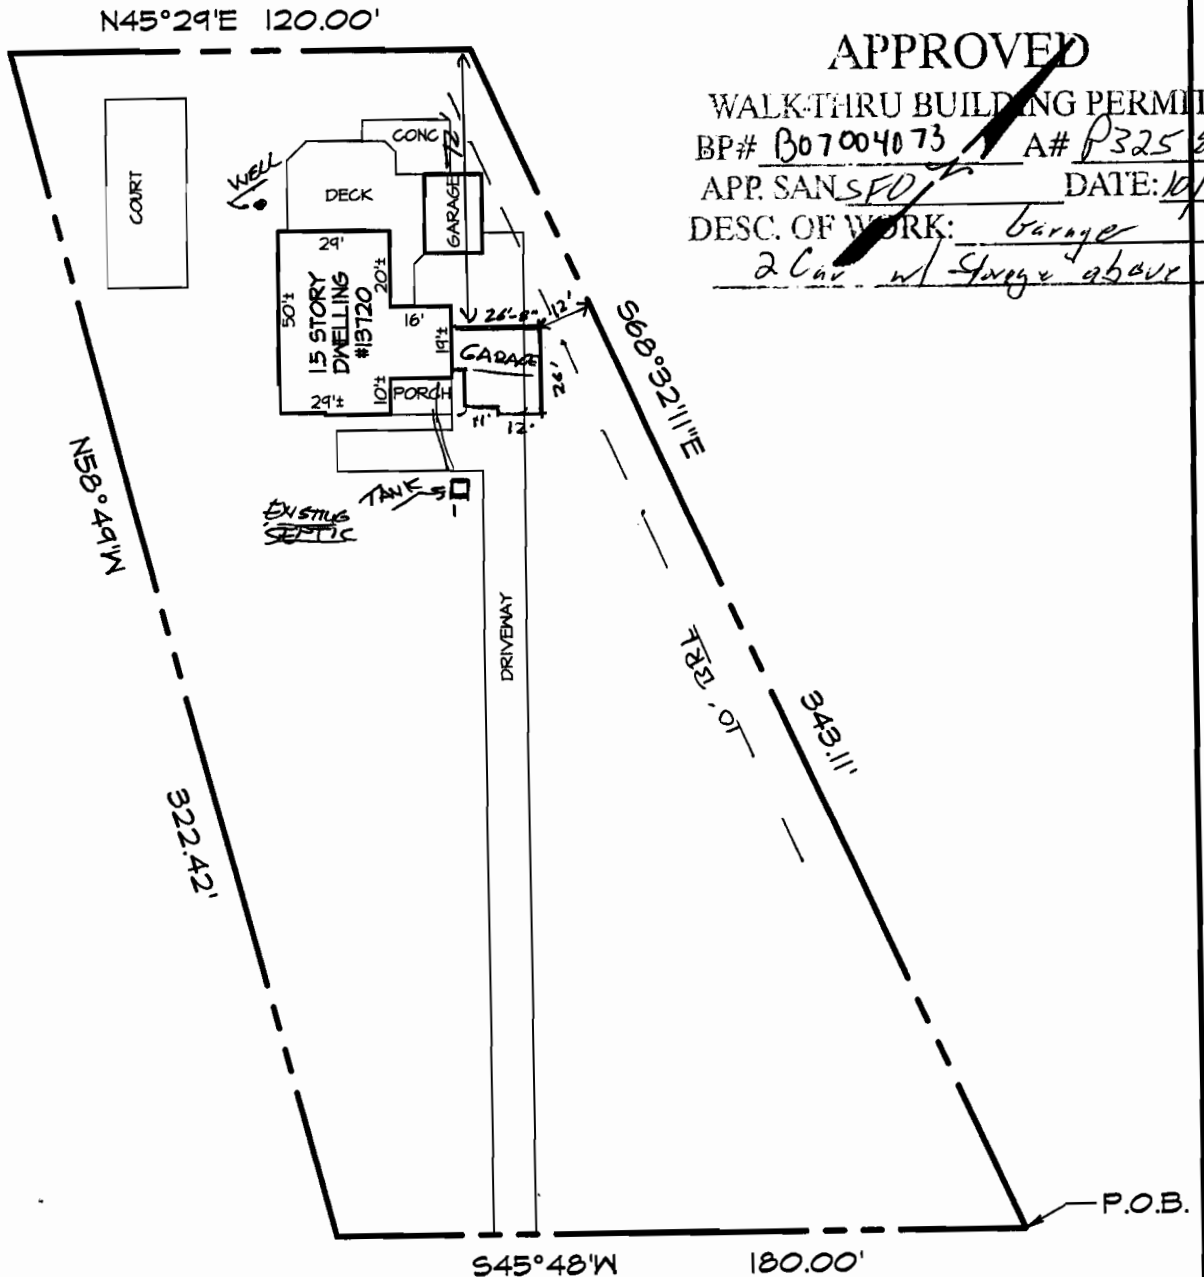 N45°29'E 120.00'
APPROVED
WALK-THRU BUILDING PERMIT
BP# B07004073 A# P325
APP. SAN SFD DATE: 10/
DESC. OF WORK: Garage
2 Car w/ Storage above
COURT
WELL
CONC
72'
DECK
GARAGE
29'
50'±
20'±
1.5 STORY
DWELLING
#13720
16'
19'±
26'-8"
12'
GARAGE
26'
10'±
PORCH
29'±
11'
12'
S68°32'11"E
N58°49'W
TANK
EXISTING
SEPTIC
DRIVEWAY
10' BRL
343.11'
322.42'
P.O.B.
S45°48'W 180.00'